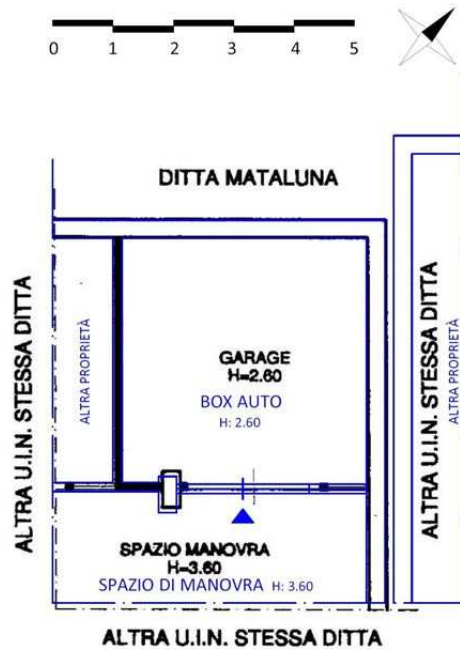 0 1 2 3 4 5
DITTA MATALUNA
ALTRA U.I.N. STESSA DITTA
ALTRA PROPRIETÀ
GARAGE
H=2.60
BOX AUTO
H: 2.60
ALTRA U.I.N. STESSA DITTA
ALTRA PROPRIETÀ
SPAZIO MANOVRA
H=3.60
SPAZIO DI MANOVRA H: 3.60
ALTRA U.I.N. STESSA DITTA